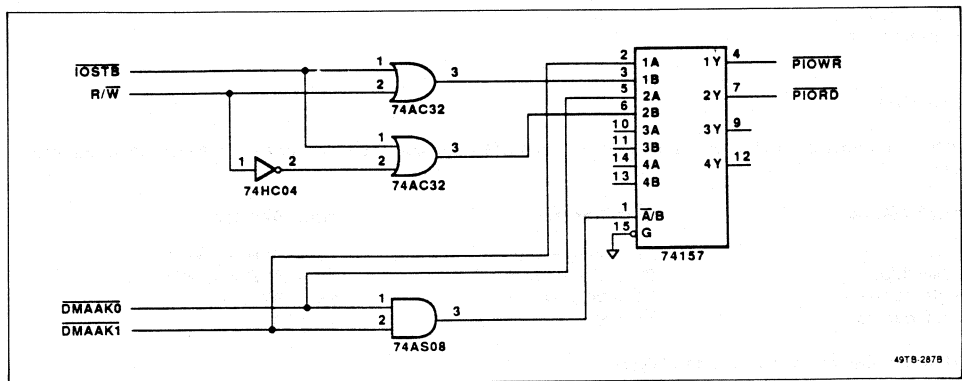 IOSTB
R/W
1
2
3
74AC32
1
2
3
74AC32
1
2
74HC04
2
3
5
6
10
11
14
13
1
15
1A
1B
2A
2B
3A
3B
4A
4B
A/B
G
1Y
2Y
3Y
4Y
4
7
9
12
PIOWR
PIORD
74157
DMAAK0
DMAAK1
1
2
3
74AS08
49TB-287B